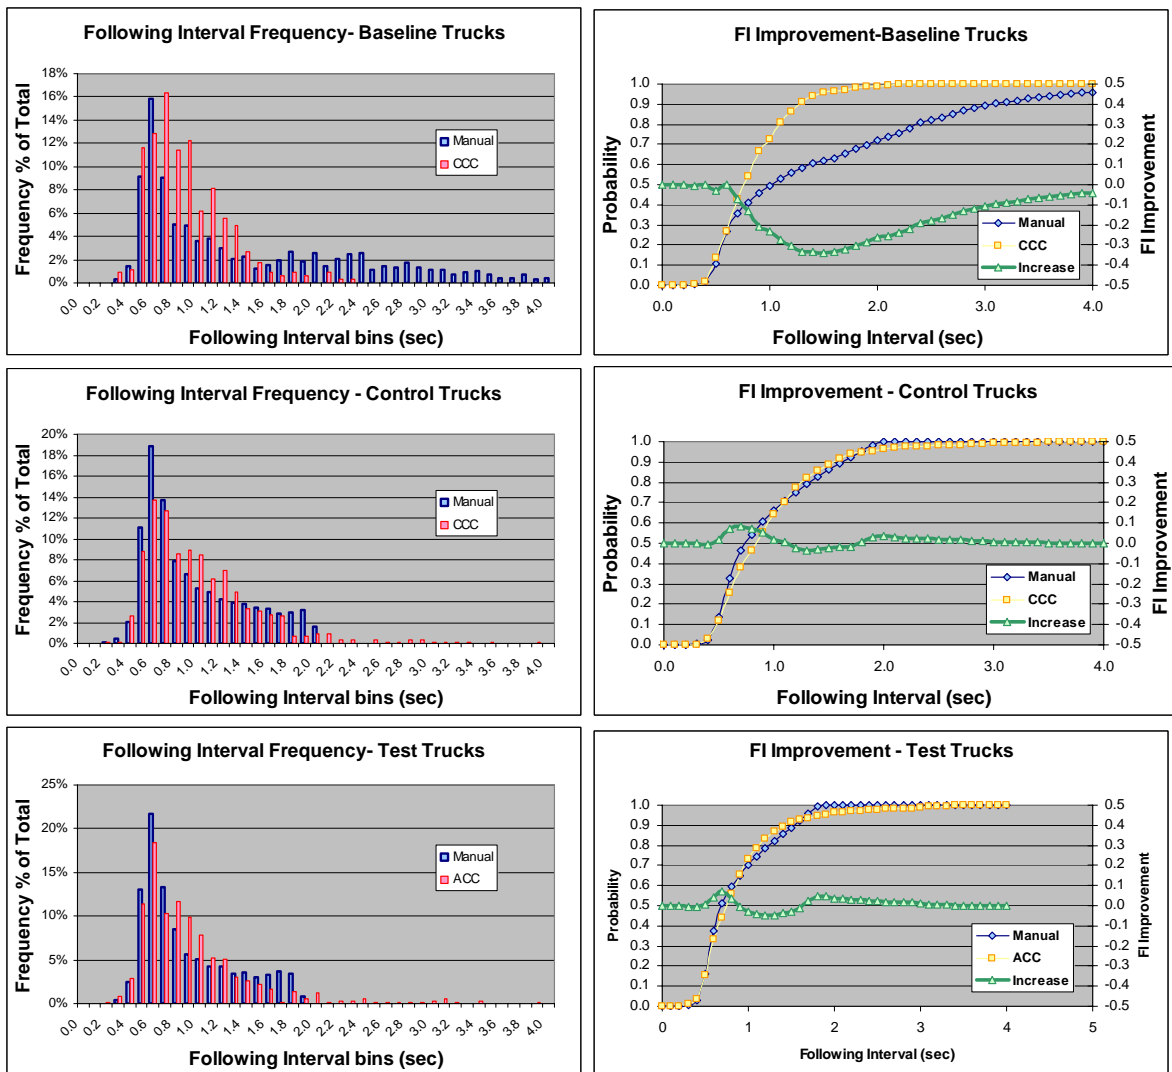 Following Interval Frequency- Baseline Trucks
Frequency % of Total
18%
16%
14%
12%
10%
8%
6%
4%
2%
0%
Manual
CCC
0.0 0.2 0.4 0.6 0.8 1.0 1.2 1.4 1.6 1.8 2.0 2.2 2.4 2.6 2.8 3.0 3.2 3.4 3.6 3.8 4.0
Following Interval bins (sec)
FI Improvement-Baseline Trucks
Probability
1.0 0.5
0.9 0.4
0.8 0.3
0.7 0.2
0.6 0.1
0.5 0.0
0.4 -0.1
0.3 -0.2
0.2 -0.3
0.1 -0.4
0.0 -0.5
FI Improvement
Manual
CCC
Increase
0.0 1.0 2.0 3.0 4.0
Following Interval (sec)
Following Interval Frequency - Control Trucks
Frequency % of Total
20%
18%
16%
14%
12%
10%
8%
6%
4%
2%
0%
Manual
CCC
0.0 0.2 0.4 0.6 0.8 1.0 1.2 1.4 1.6 1.8 2.0 2.2 2.4 2.6 2.8 3.0 3.2 3.4 3.6 3.8 4.0
Following Interval bins (sec)
FI Improvement - Control Trucks
Probability
1.0 0.5
0.9 0.4
0.8 0.3
0.7 0.2
0.6 0.1
0.5 0.0
0.4 -0.1
0.3 -0.2
0.2 -0.3
0.1 -0.4
0.0 -0.5
FI Improvement
Manual
CCC
Increase
0.0 1.0 2.0 3.0 4.0
Following Interval (sec)
Following Interval Frequency- Test Trucks
Frequency % of Total
25%
20%
15%
10%
5%
0%
Manual
ACC
0.0 0.2 0.4 0.6 0.8 1.0 1.2 1.4 1.6 1.8 2.0 2.2 2.4 2.6 2.8 3.0 3.2 3.4 3.6 3.8 4.0
Following Interval bins (sec)
FI Improvement - Test Trucks
Probability
1.0 0.5
0.9 0.4
0.8 0.3
0.7 0.2
0.6 0.1
0.5 0.0
0.4 -0.1
0.3 -0.2
0.2 -0.3
0.1 -0.4
0.0 -0.5
FI Improvement
Manual
ACC
Increase
0 1 2 3 4 5
Following Interval (sec)